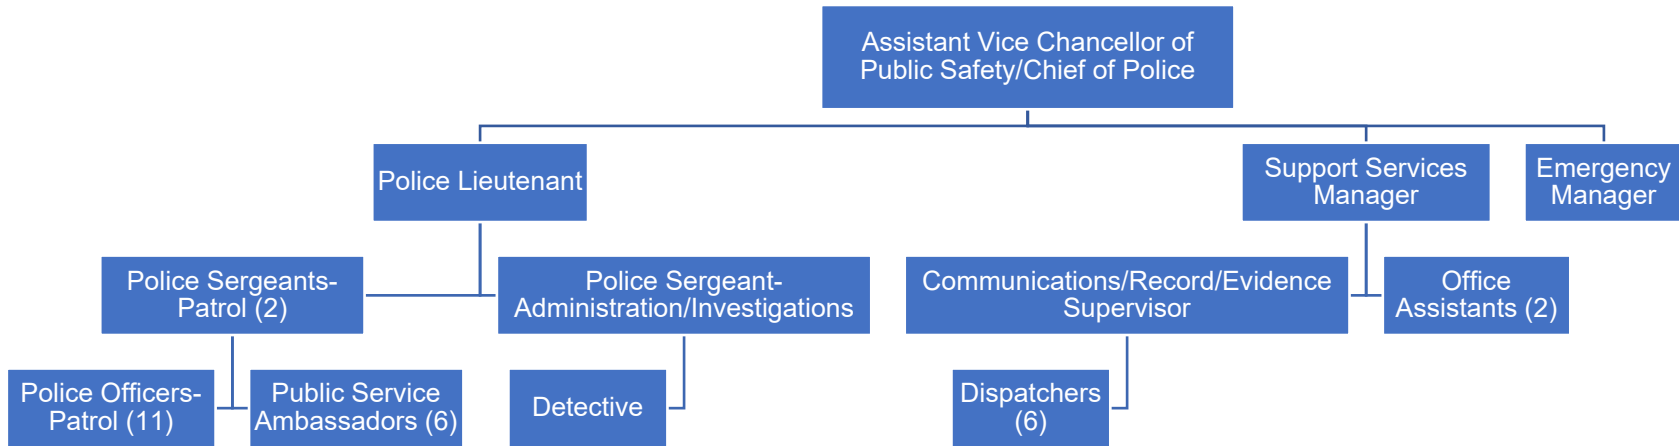 Assistant Vice Chancellor of
Public Safety/Chief of Police
Police Lieutenant
Support Services
Manager
Emergency
Manager
Police Sergeants-
Patrol (2)
Police Sergeant-
Administration/Investigations
Communications/Record/Evidence
Supervisor
Office
Assistants (2)
Police Officers-
Patrol (11)
Public Service
Ambassadors (6)
Detective
Dispatchers
(6)